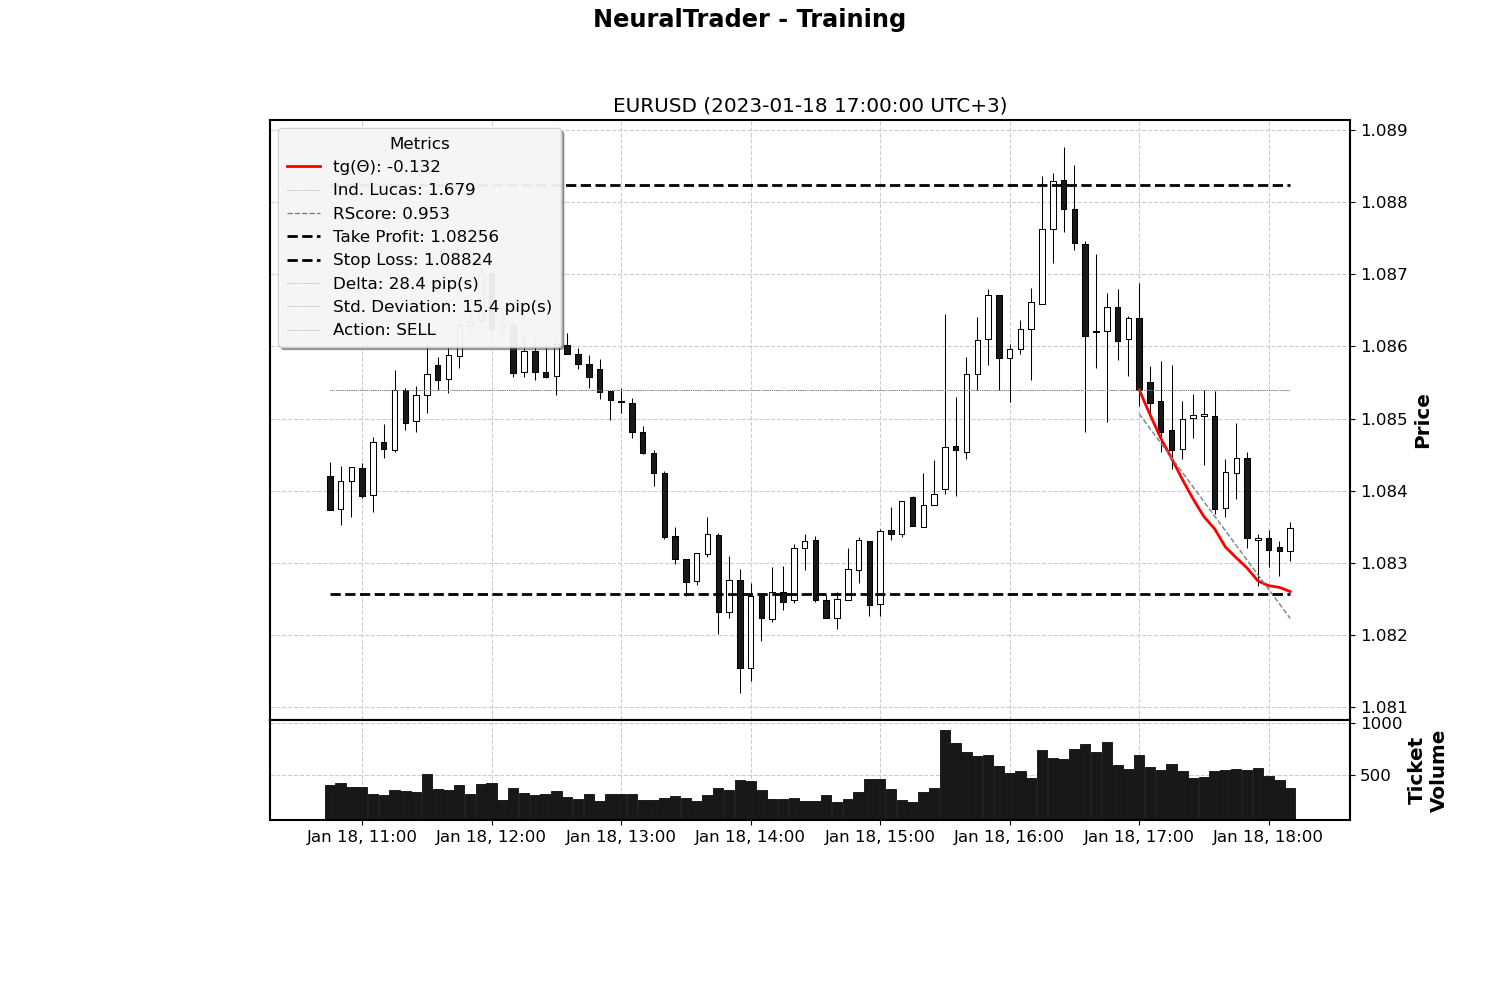 NeuralTrader - Training
EURUSD (2023-01-18 17:00:00 UTC+3)
Metrics
tg(Θ): -0.132
Ind. Lucas: 1.679
RScore: 0.953
Take Profit: 1.08256
Stop Loss: 1.08824
Delta: 28.4 pip(s)
Std. Deviation: 15.4 pip(s)
Action: SELL
1.089
1.088
1.087
1.086
1.085
1.084
1.083
1.082
1.081
Price
1000
500
Ticket
Volume
Jan 18, 11:00 Jan 18, 12:00 Jan 18, 13:00 Jan 18, 14:00 Jan 18, 15:00 Jan 18, 16:00 Jan 18, 17:00 Jan 18, 18:00